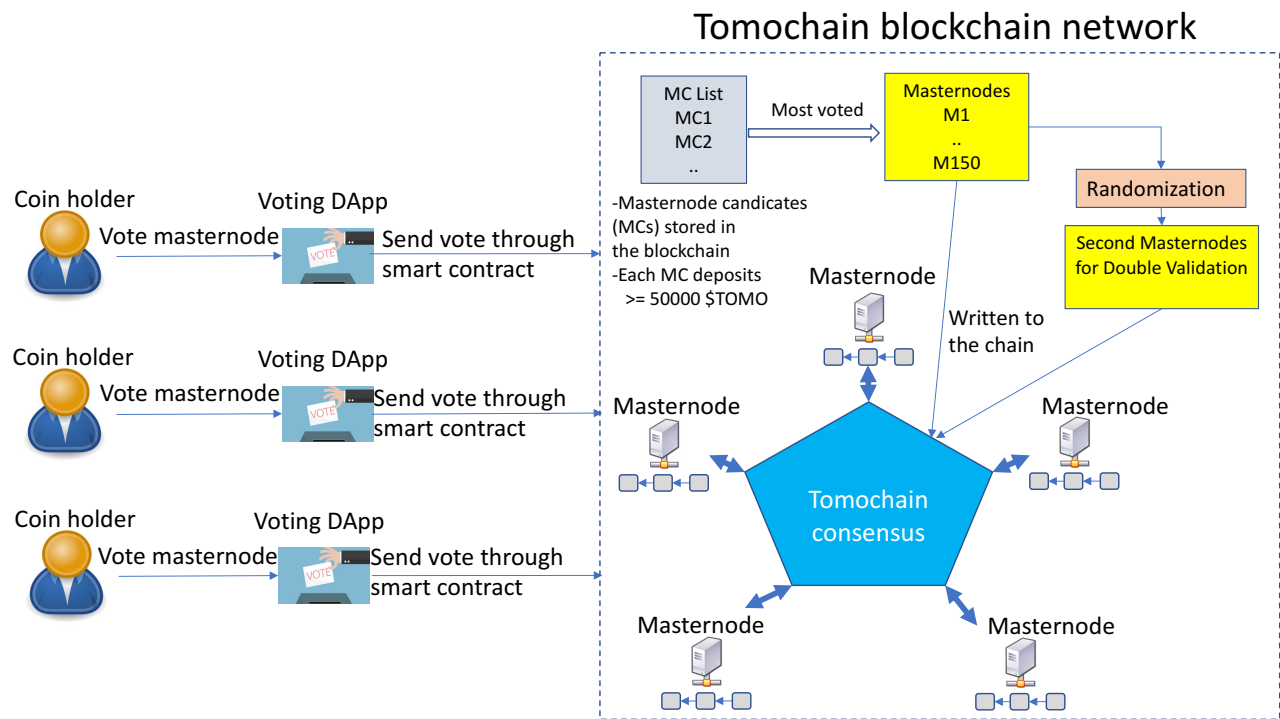 Tomochain blockchain network
MC List
MC1
MC2
..
Most voted
Masternodes
M1
..
M150
Randomization
Second Masternodes
for Double Validation
-Masternode candicates
(MCs) stored in
the blockchain
-Each MC deposits
>= 50000 $TOMO
Written to
the chain
Coin holder
Vote masternode
Voting DApp
VOTE
Send vote through
smart contract
Coin holder
Vote masternode
Voting DApp
VOTE
Send vote through
smart contract
Coin holder
Vote masternode
Voting DApp
VOTE
Send vote through
smart contract
Masternode
Masternode
Masternode
Tomochain
consensus
Masternode
Masternode